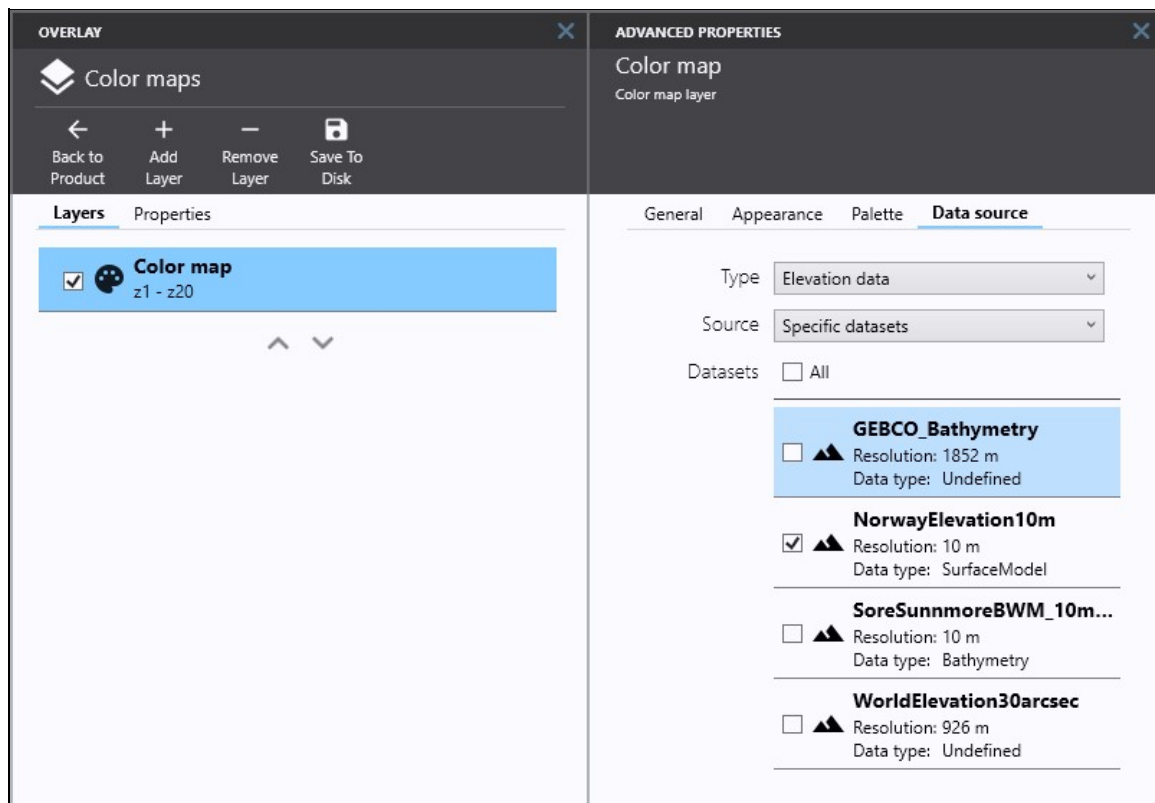 OVERLAY
Color maps
Back to Product
Add Layer
Remove Layer
Save To Disk
Layers Properties
Color map
z1 - z20
ADVANCED PROPERTIES
Color map
Color map layer
General Appearance Palette Data source
Type Elevation data
Source Specific datasets
Datasets All
GEBCO_Bathymetry
Resolution: 1852 m
Data type: Undefined
NorwayElevation10m
Resolution: 10 m
Data type: SurfaceModel
SoreSunnmoreBWM_10m...
Resolution: 10 m
Data type: Bathymetry
WorldElevation30arcsec
Resolution: 926 m
Data type: Undefined